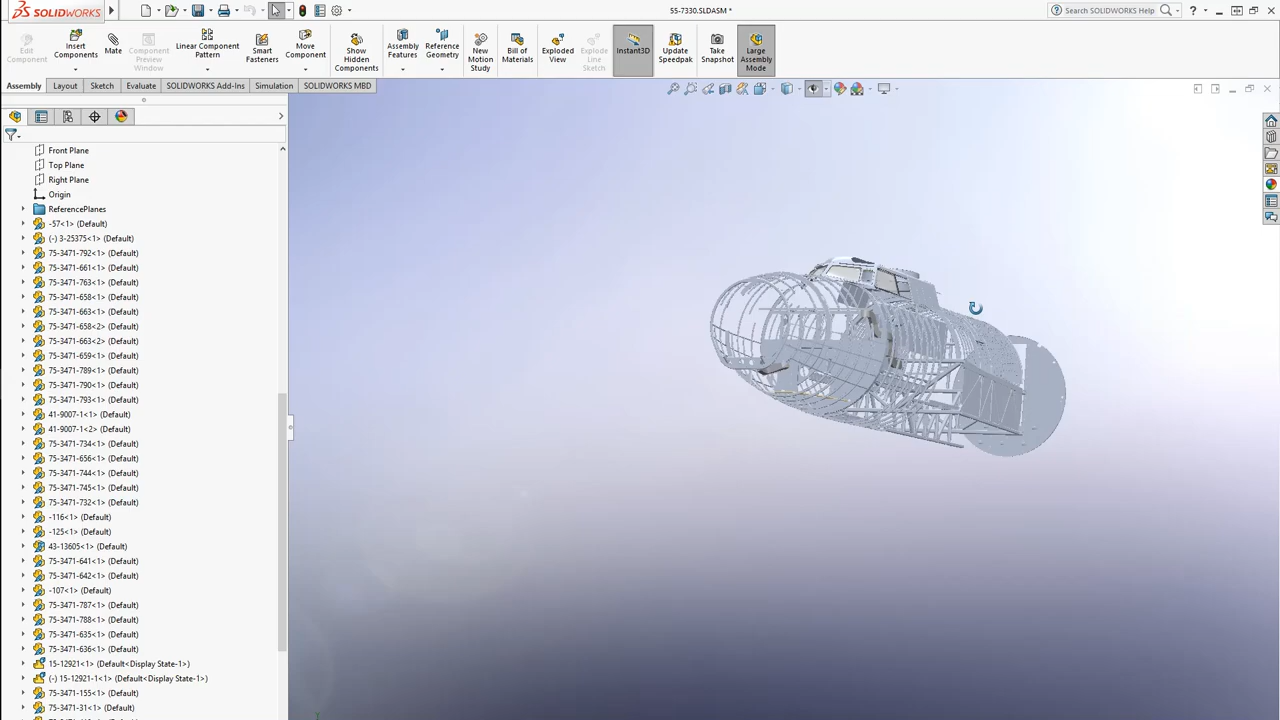 SOLIDWORKS
55-7330.SLDASM *
Search SOLIDWORKS Help
Edit Component
Insert Components
Mate
Component Preview Window
Linear Component Pattern
Smart Fasteners
Move Component
Show Hidden Components
Assembly Features
Reference Geometry
New Motion Study
Bill of Materials
Exploded View
Explode Line Sketch
Instant3D
Update Speedpak
Take Snapshot
Large Assembly Mode
Assembly
Layout
Sketch
Evaluate
SOLIDWORKS Add-Ins
Simulation
SOLIDWORKS MBD
Front Plane
Top Plane
Right Plane
Origin
ReferencePlanes
-57<1> (Default)
(-) 3-25375<1> (Default)
75-3471-792<1> (Default)
75-3471-661<1> (Default)
75-3471-763<1> (Default)
75-3471-658<1> (Default)
75-3471-663<1> (Default)
75-3471-658<2> (Default)
75-3471-663<2> (Default)
75-3471-659<1> (Default)
75-3471-789<1> (Default)
75-3471-790<1> (Default)
75-3471-793<1> (Default)
41-9007-1<1> (Default)
41-9007-1<2> (Default)
75-3471-734<1> (Default)
75-3471-656<1> (Default)
75-3471-744<1> (Default)
75-3471-745<1> (Default)
75-3471-732<1> (Default)
-116<1> (Default)
-125<1> (Default)
43-13605<1> (Default)
75-3471-641<1> (Default)
75-3471-642<1> (Default)
-107<1> (Default)
75-3471-787<1> (Default)
75-3471-788<1> (Default)
75-3471-635<1> (Default)
75-3471-636<1> (Default)
15-12921<1> (Default<Display State-1>)
(-) 15-12921-1<1> (Default<Display State-1>)
75-3471-155<1> (Default)
75-3471-31<1> (Default)